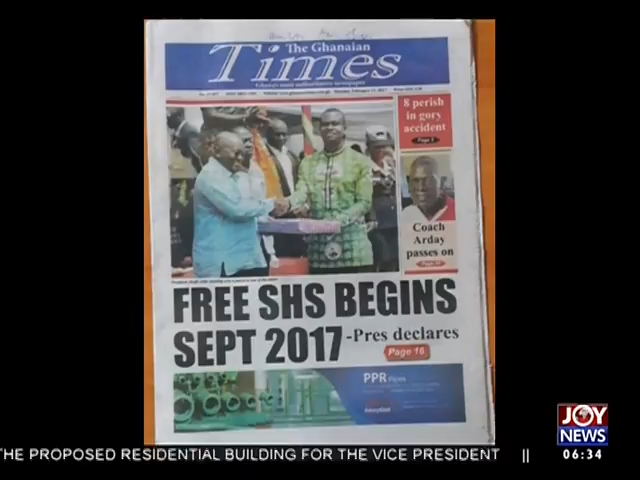 The Ghanaian
Times
8 perish
in gory
accident
Coach
Arday
passes on
FREE SHS BEGINS
SEPT 2017 -Pres declares
Page 16
PPR Pipes
JOY
NEWS
06:34
THE PROPOSED RESIDENTIAL BUILDING FOR THE VICE PRESIDENT ||